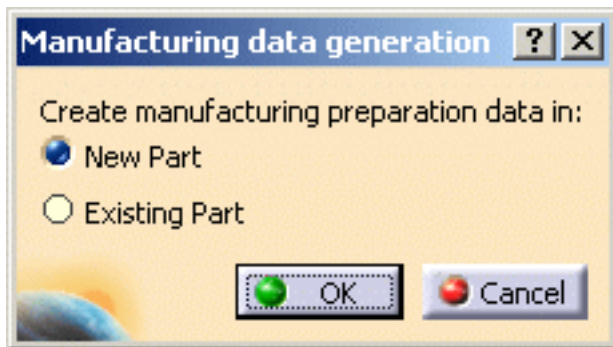 Manufacturing data generation ? X
Create manufacturing preparation data in:
New Part
Existing Part
OK Cancel